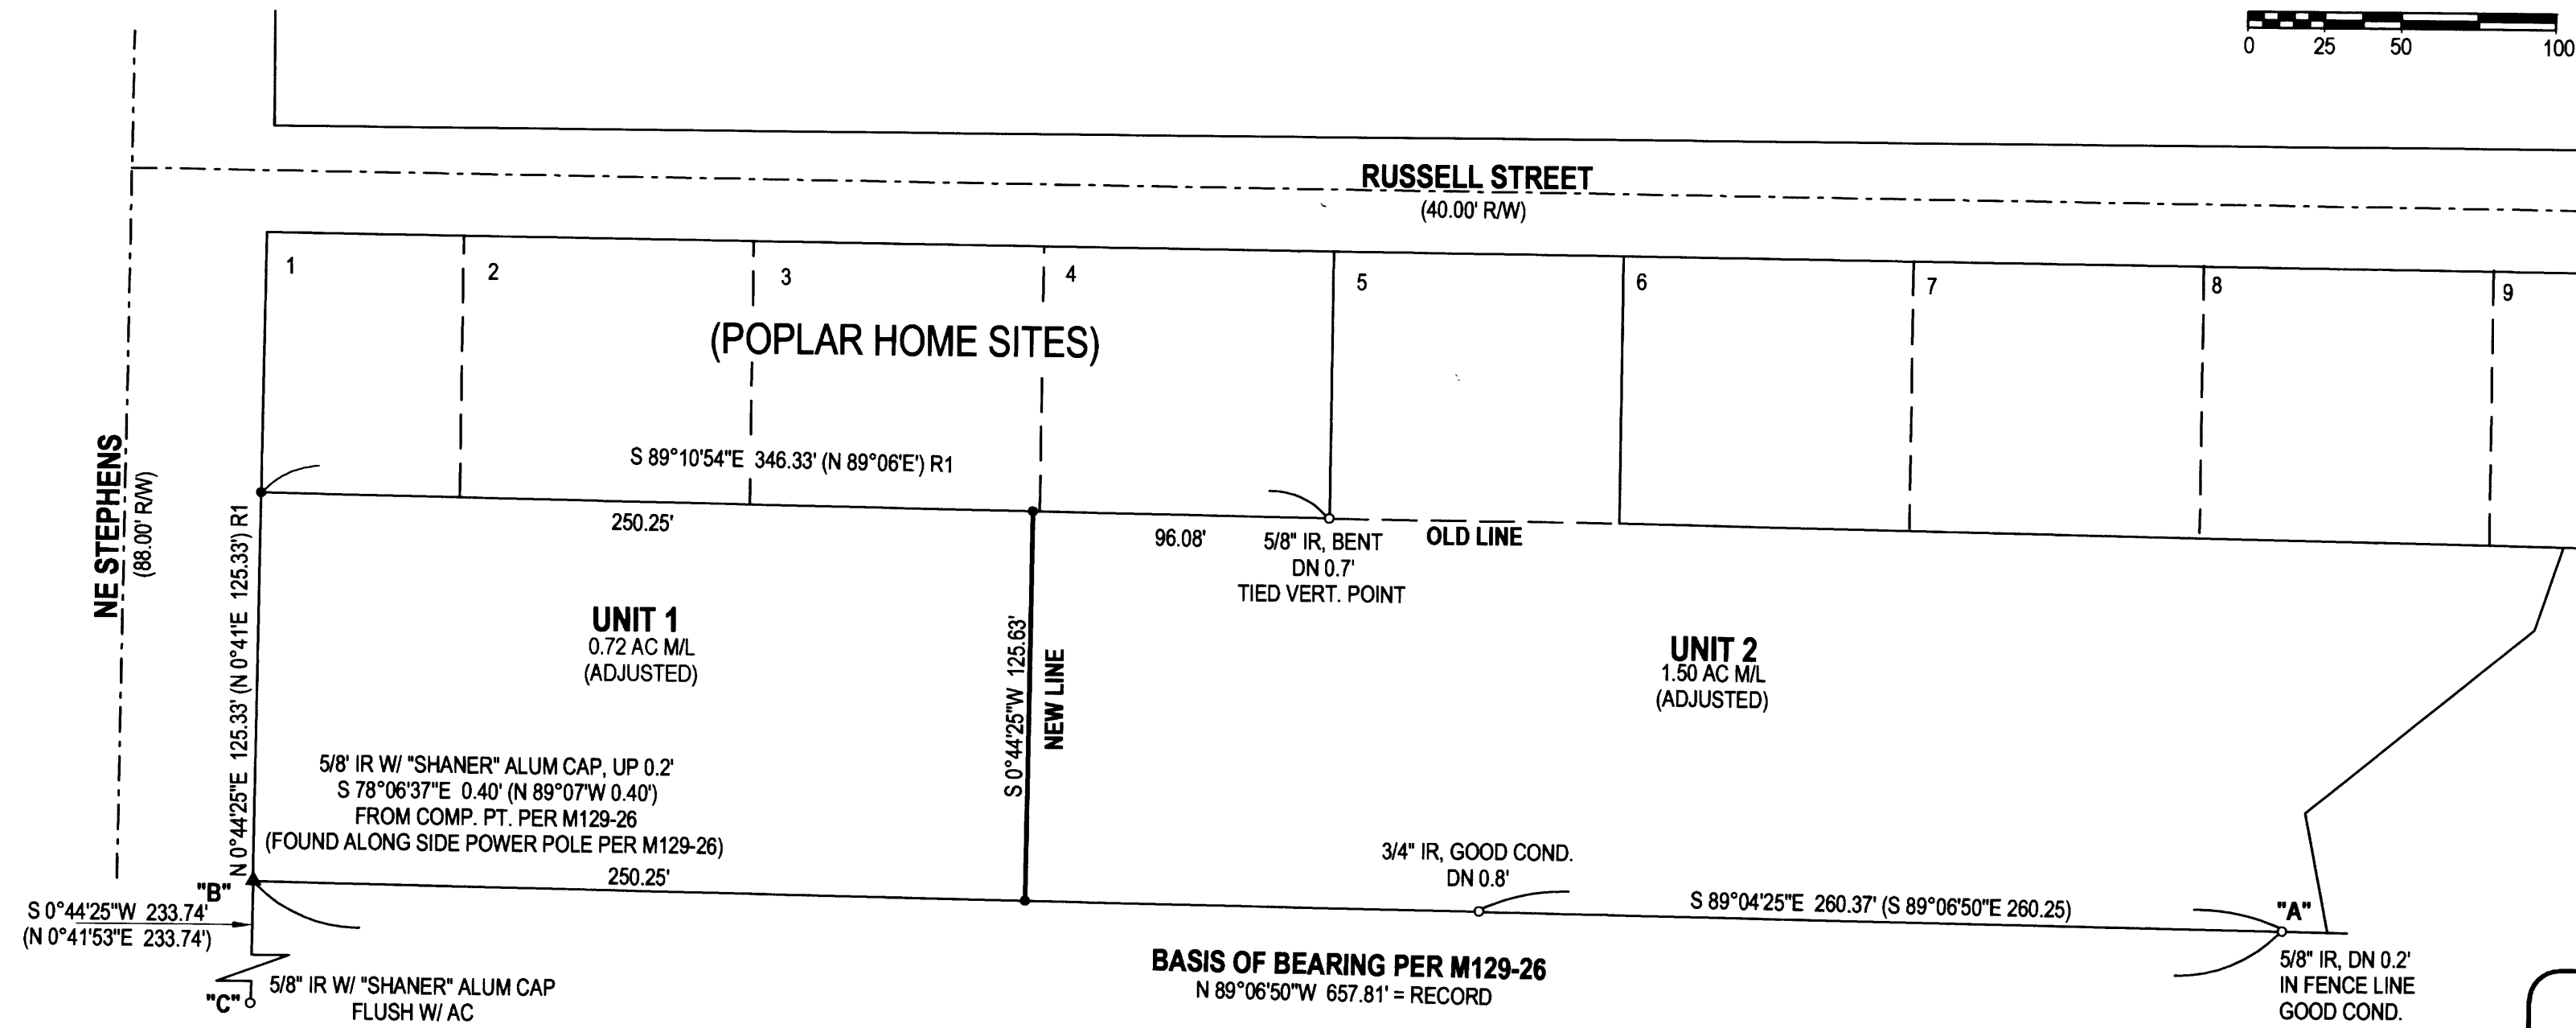 0 25 50 100
RUSSELL STREET
(40.00' R/W)
1 2 3 4 5 6 7 8 9
(POPLAR HOME SITES)
NE STEPHENS
(88.00' R/W)
S 89°10'54"E 346.33' (N 89°06'E') R1
250.25'
96.08'
5/8" IR, BENT
DN 0.7'
TIED VERT. POINT
OLD LINE
N 0°44'25"E 125.33' (N 0°41'E 125.33') R1
UNIT 1
0.72 AC M/L
(ADJUSTED)
S 0°44'25"W 125.63'
NEW LINE
UNIT 2
1.50 AC M/L
(ADJUSTED)
5/8' IR W/ "SHANER" ALUM CAP, UP 0.2'
S 78°06'37"E 0.40' (N 89°07'W 0.40')
FROM COMP. PT. PER M129-26
(FOUND ALONG SIDE POWER POLE PER M129-26)
250.25'
3/4" IR, GOOD COND.
DN 0.8'
S 89°04'25"E 260.37' (S 89°06'50"E 260.25)
"A"
"B"
S 0°44'25"W 233.74'
(N 0°41'53"E 233.74')
BASIS OF BEARING PER M129-26
N 89°06'50"W 657.81' = RECORD
5/8" IR, DN 0.2'
IN FENCE LINE
GOOD COND.
"C"
5/8" IR W/ "SHANER" ALUM CAP
FLUSH W/ AC